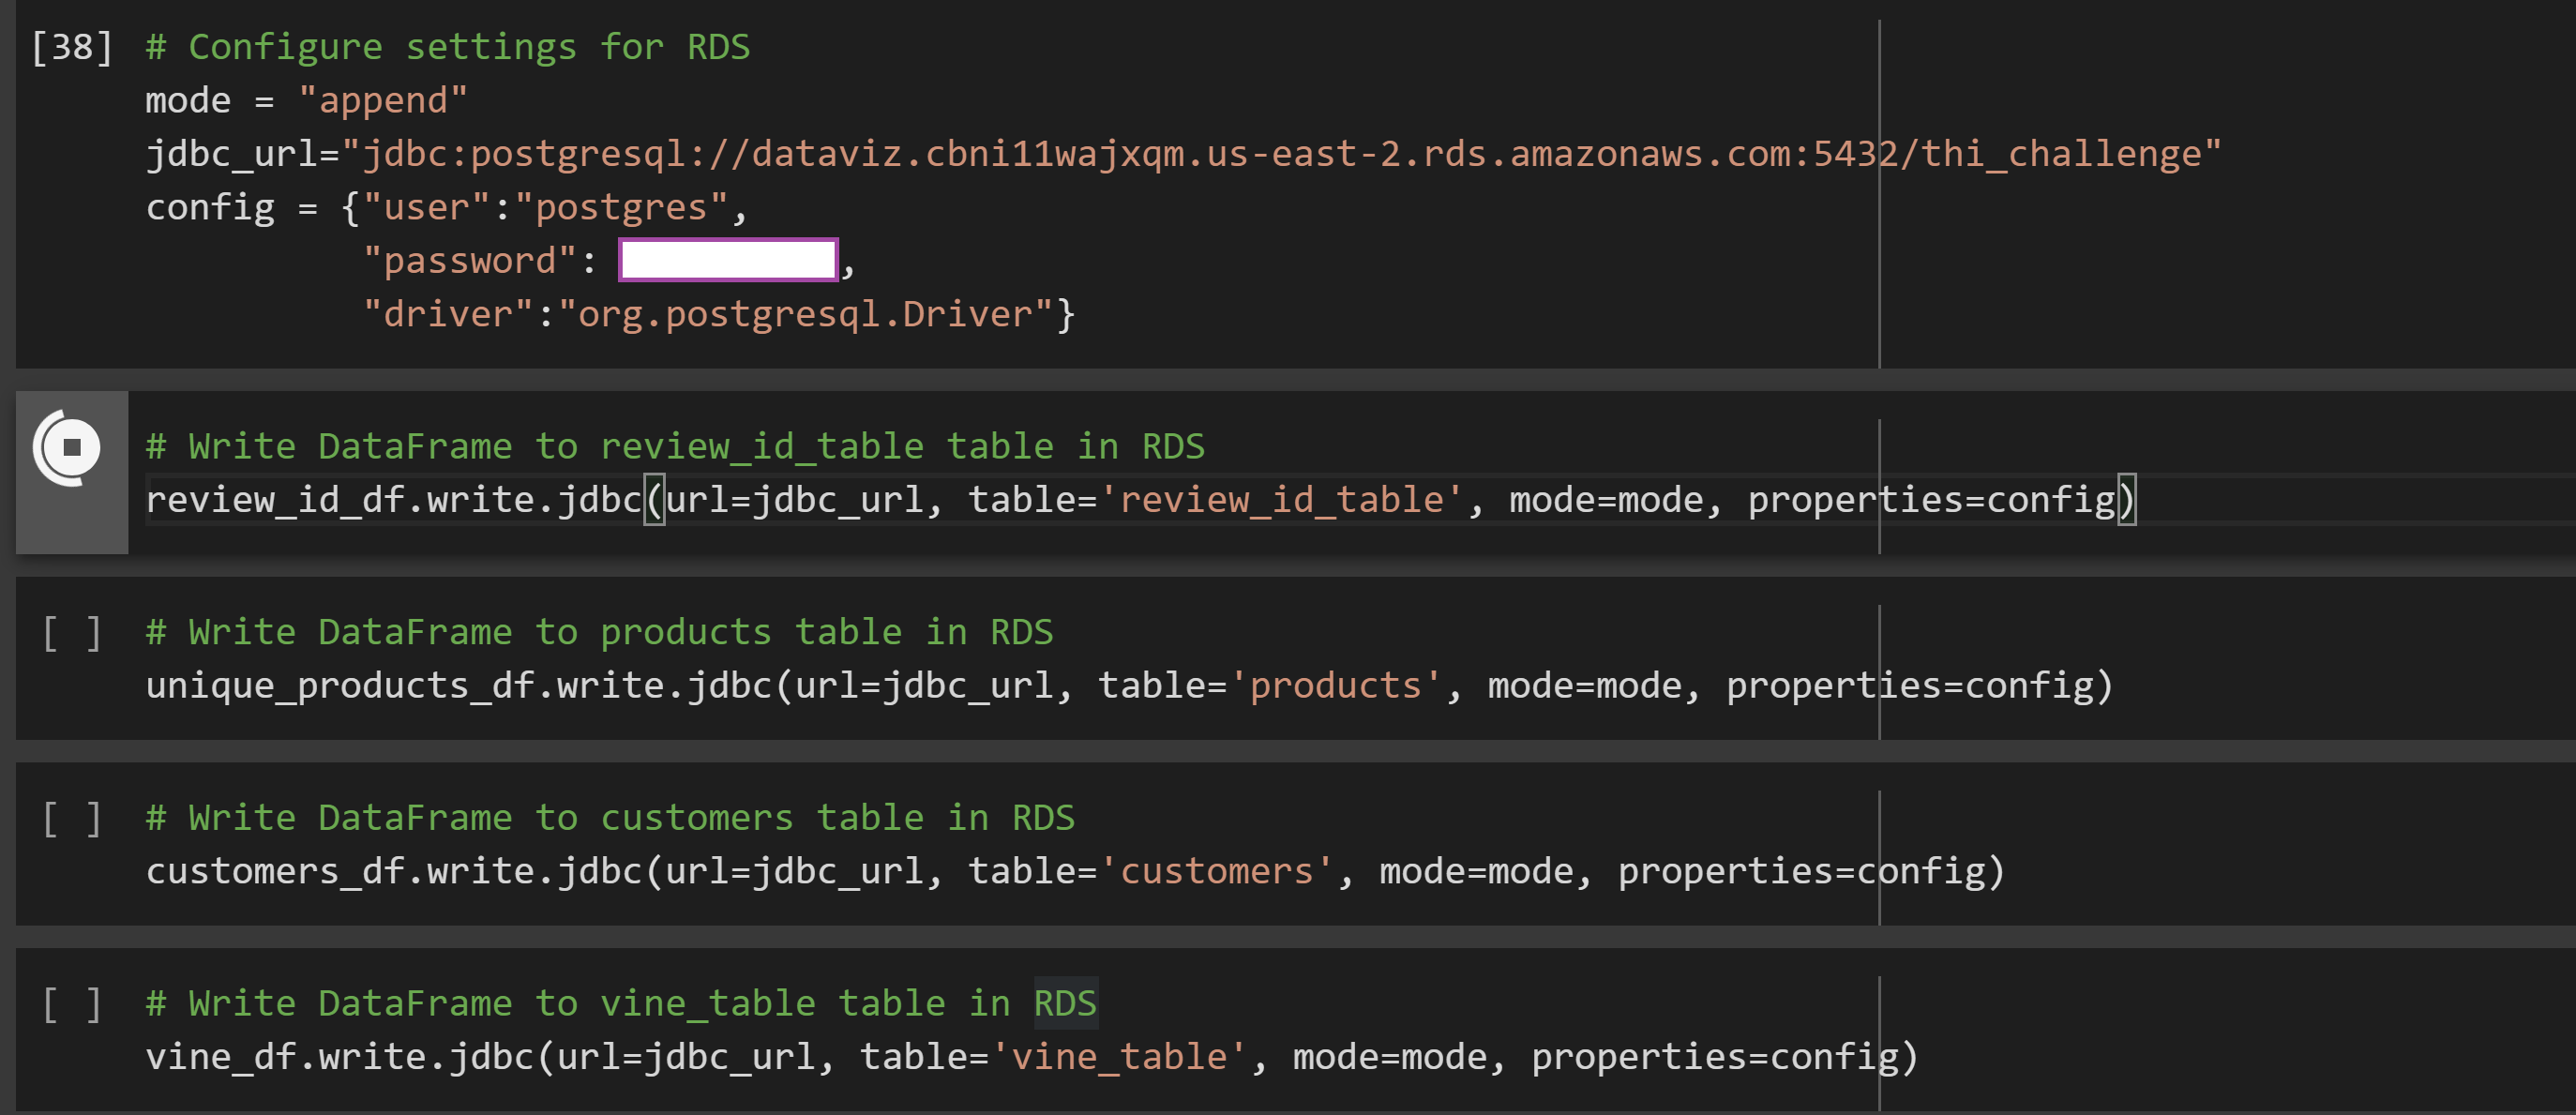 [38] # Configure settings for RDS
mode = "append"
jdbc_url="jdbc:postgresql://dataviz.cbni11wajxqm.us-east-2.rds.amazonaws.com:5432/thi_challenge"
config = {"user":"postgres",
"password": ,
"driver":"org.postgresql.Driver"}
# Write DataFrame to review_id_table table in RDS
review_id_df.write.jdbc(url=jdbc_url, table='review_id_table', mode=mode, properties=config)
[ ] # Write DataFrame to products table in RDS
unique_products_df.write.jdbc(url=jdbc_url, table='products', mode=mode, properties=config)
[ ] # Write DataFrame to customers table in RDS
customers_df.write.jdbc(url=jdbc_url, table='customers', mode=mode, properties=config)
[ ] # Write DataFrame to vine_table table in RDS
vine_df.write.jdbc(url=jdbc_url, table='vine_table', mode=mode, properties=config)